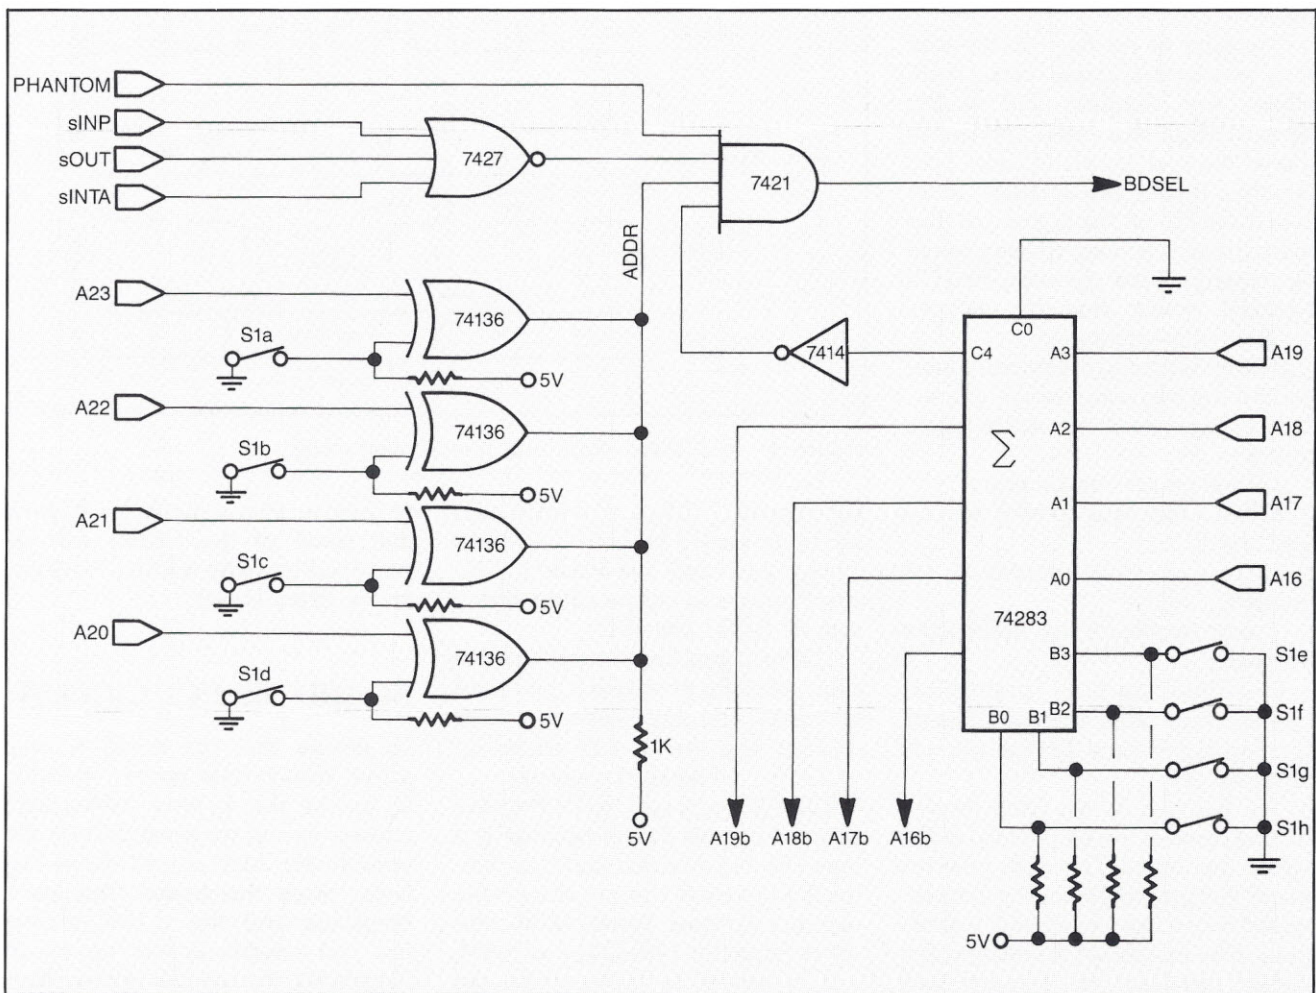 PHANTOM
sINP
sOUT
sINTA
7427
7421
BDSEL
ADDR
A23
S1a
74136
5V
A22
S1b
74136
5V
A21
S1c
74136
5V
A20
S1d
74136
5V
1K
5V
7414
C0
C4
A3
A19
A2
A18
Σ
A1
A17
A0
A16
74283
B3
S1e
B0
B1
B2
S1f
S1g
S1h
A19b
A18b
A17b
A16b
5V